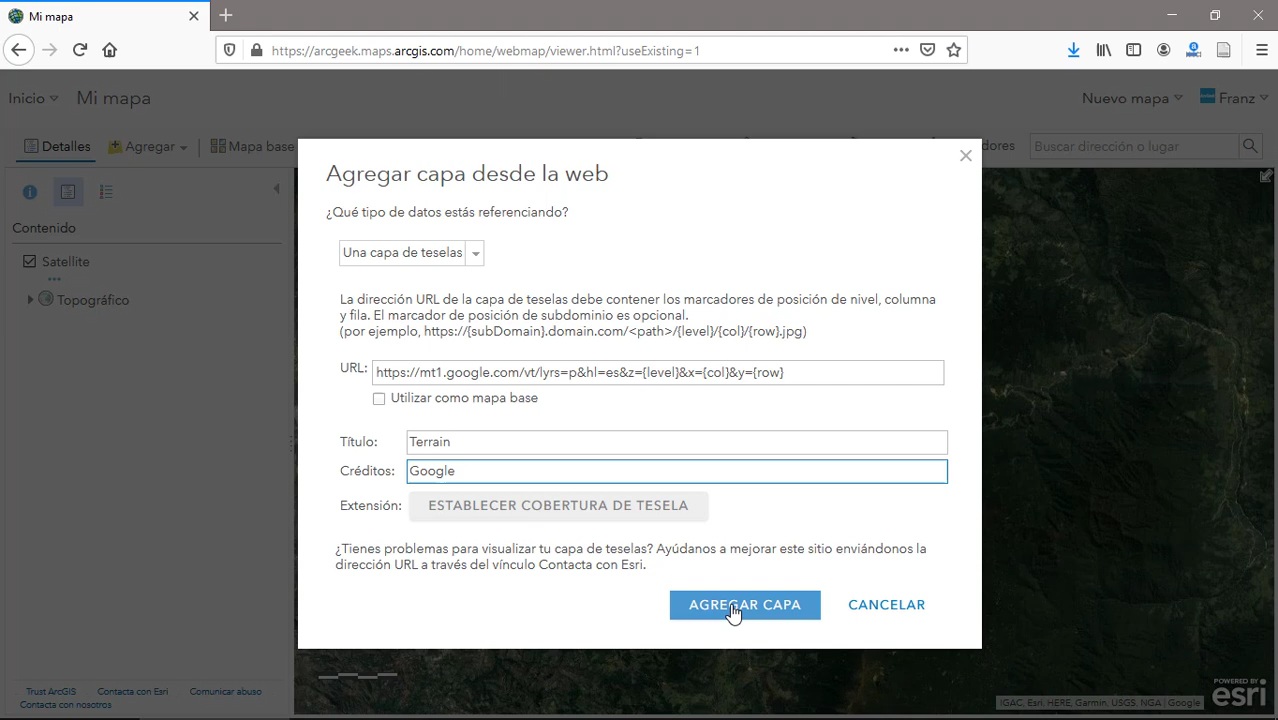 Mi mapa
https://arcgeek.maps.arcgis.com/home/webmap/viewer.html?useExisting=1
Inicio Mi mapa Nuevo mapa Franz
Detalles Agregar Mapa base dores Buscar dirección o lugar
Contenido
Satellite
Topográfico
Agregar capa desde la web
¿Qué tipo de datos estás referenciando?
Una capa de teselas
La dirección URL de la capa de teselas debe contener los marcadores de posición de nivel, columna
y fila. El marcador de posición de subdominio es opcional.
(por ejemplo, https://{subDomain}.domain.com/<path>/{level}/{col}/{row}.jpg)
URL: https://mt1.google.com/vt/lyrs=p&hl=es&z={level}&x={col}&y={row}
Utilizar como mapa base
Título: Terrain
Créditos: Google
Extensión: ESTABLECER COBERTURA DE TESELA
¿Tienes problemas para visualizar tu capa de teselas? Ayúdanos a mejorar este sitio enviándonos la
dirección URL a través del vínculo Contacta con Esri.
AGREGAR CAPA CANCELAR
Trust ArcGIS Contacta con Esri Comunicar abuso
Contacta con nosotros
IGAC, Esri, HERE, Garmin, USGS, NGA | Google
POWERED BY
esri